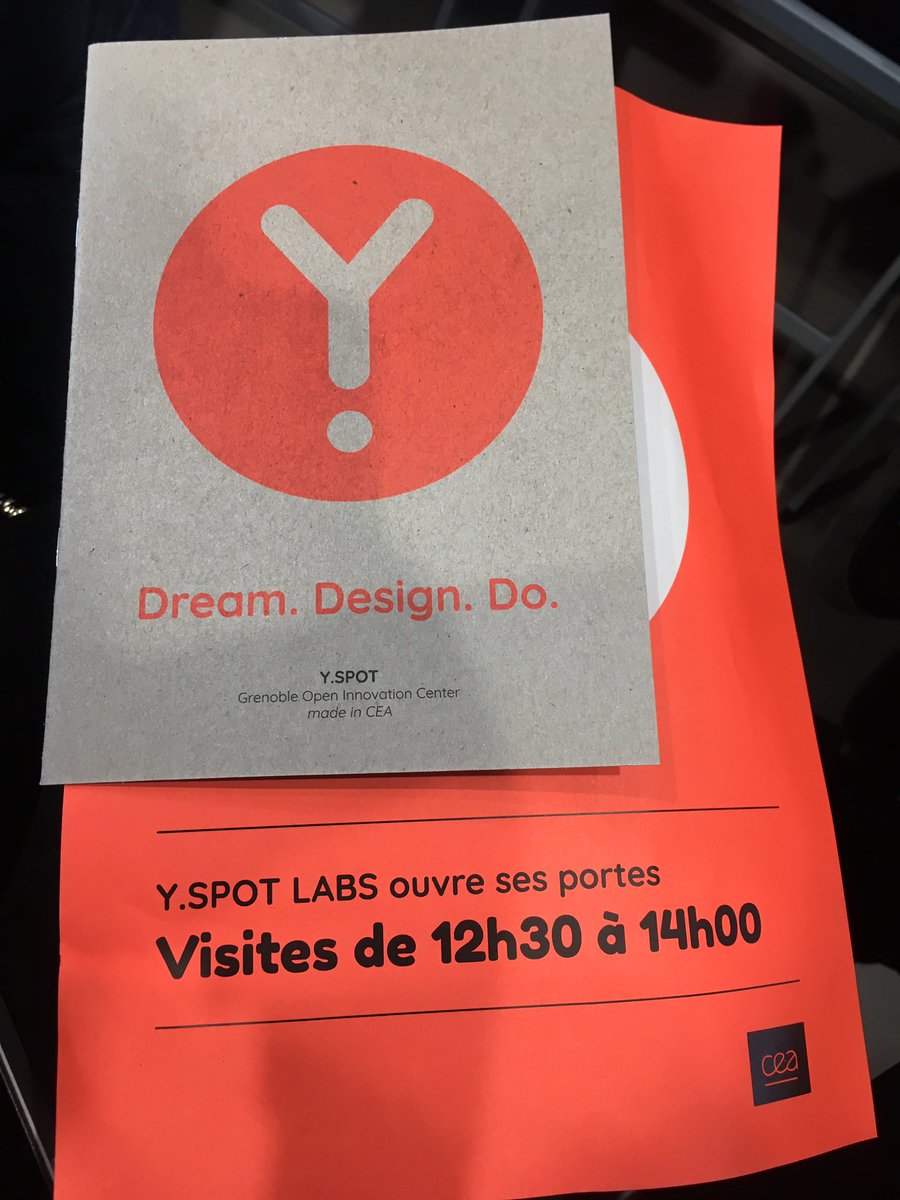 Y
Dream. Design. Do.
Y.SPOT
Grenoble Open Innovation Center
made in CEA
Y.SPOT LABS ouvre ses portes
Visites de 12h30 à 14h00
cea